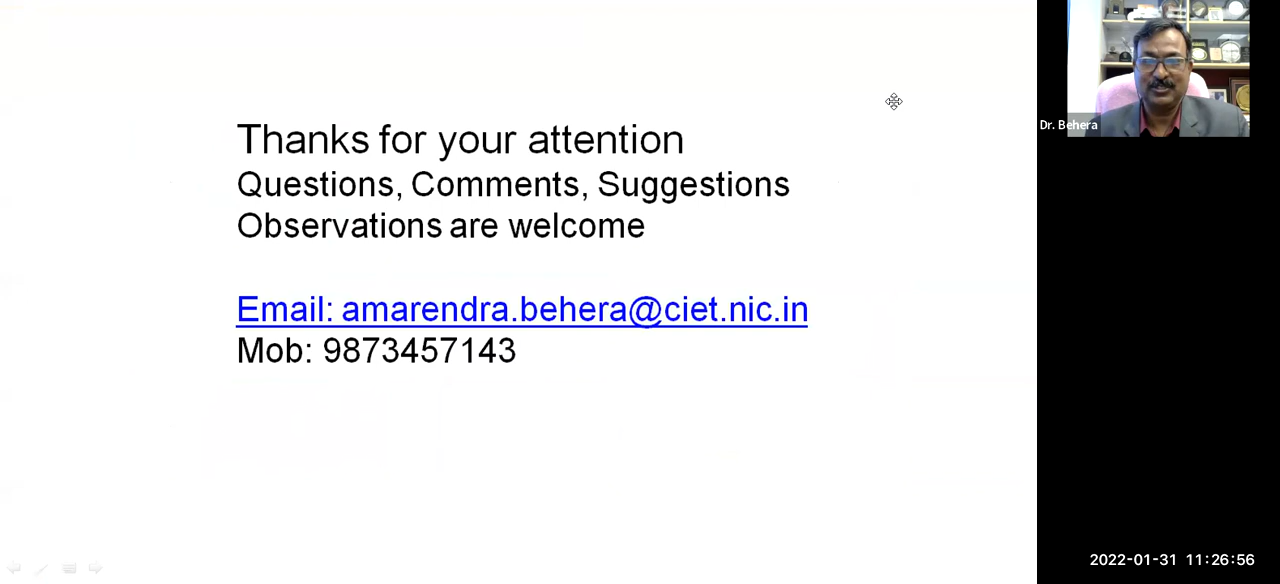 Thanks for your attention
Questions, Comments, Suggestions
Observations are welcome
Email: amarendra.behera@ciet.nic.in
Mob: 9873457143
Dr. Behera
2022-01-31 11:26:56